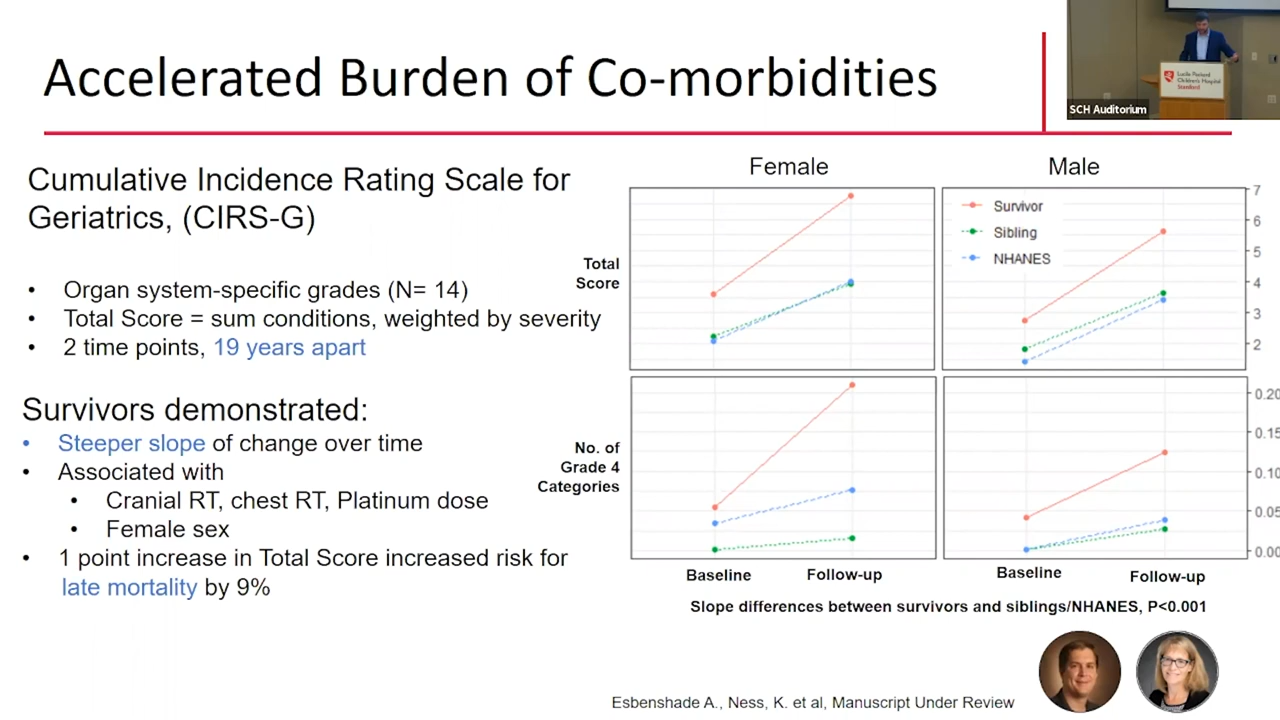 Accelerated Burden of Co-morbidities
Lucile Packard
Children's Hospital
Stanford
SCH Auditorium
Cumulative Incidence Rating Scale for
Geriatrics, (CIRS-G)
• Organ system-specific grades (N= 14)
• Total Score = sum conditions, weighted by severity
• 2 time points, 19 years apart
Survivors demonstrated:
• Steeper slope of change over time
• Associated with
• Cranial RT, chest RT, Platinum dose
• Female sex
• 1 point increase in Total Score increased risk for
late mortality by 9%
Female
Male
Total
Score
Survivor
Sibling
NHANES
7
6
5
4
3
2
No. of
Grade 4
Categories
0.20
0.15
0.10
0.05
0.00
Baseline
Follow-up
Baseline
Follow-up
Slope differences between survivors and siblings/NHANES, P<0.001
Esbenshade A., Ness, K. et al, Manuscript Under Review